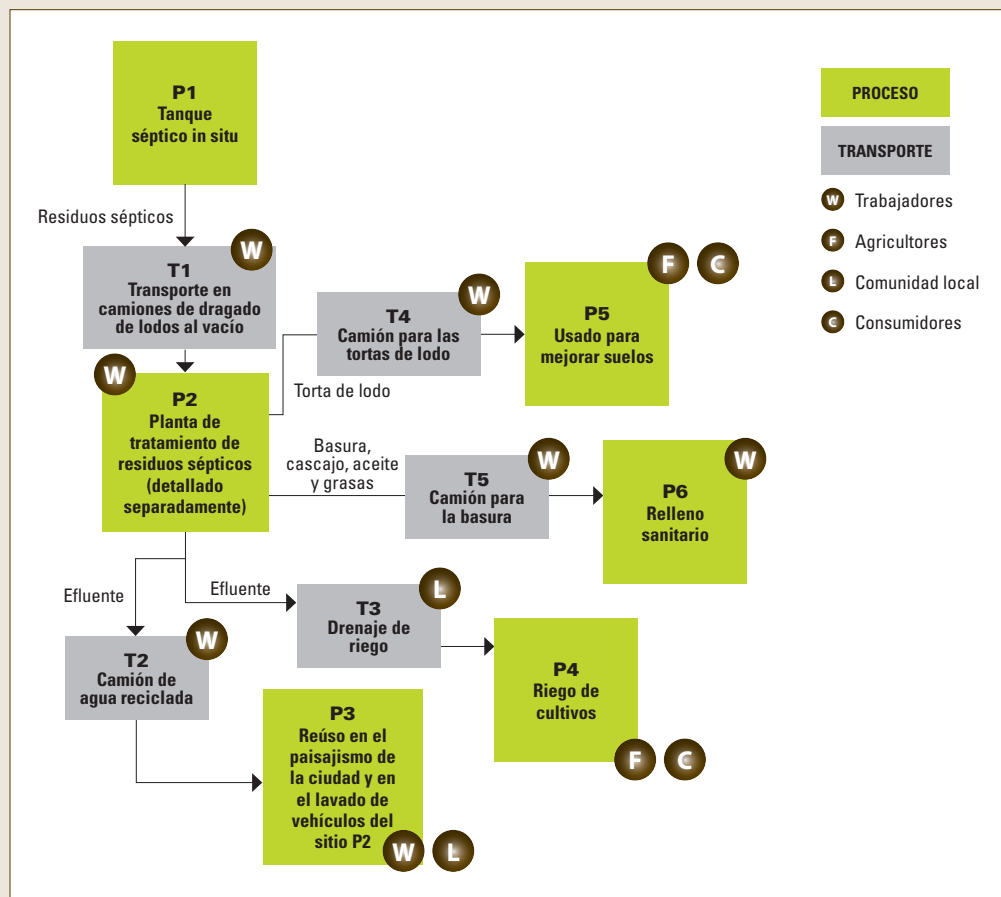 P1
Tanque
séptico in situ
Residuos sépticos
W
T1
Transporte en
camiones de dragado
de lodos al vacío
W
P2
Planta de
tratamiento de
residuos sépticos
(detallado
separadamente)
W
T4
Camión para las
tortas de lodo
Torta de lodo
F C
P5
Usado para
mejorar suelos
Basura,
cascajo, aceite
y grasas
W
T5
Camión para
la basura
W
P6
Relleno
sanitario
Efluente
Efluente
W
T2
Camión de
agua reciclada
L
T3
Drenaje de
riego
P4
Riego de
cultivos
F C
P3
Reúso en el
paisajismo de
la ciudad y en
el lavado de
vehículos del
sitio P2
W L
PROCESO
TRANSPORTE
W Trabajadores
F Agricultores
L Comunidad local
C Consumidores